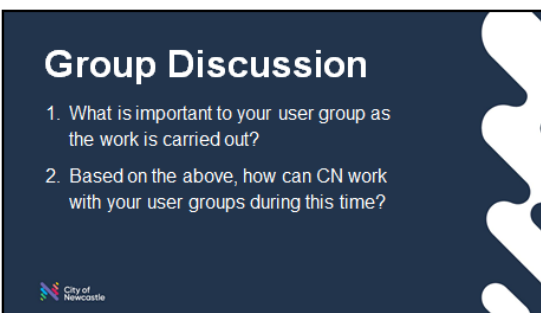 Group Discussion
1. What is important to your user group as
the work is carried out?
2. Based on the above, how can CN work
with your user groups during this time?
City of
Newcastle